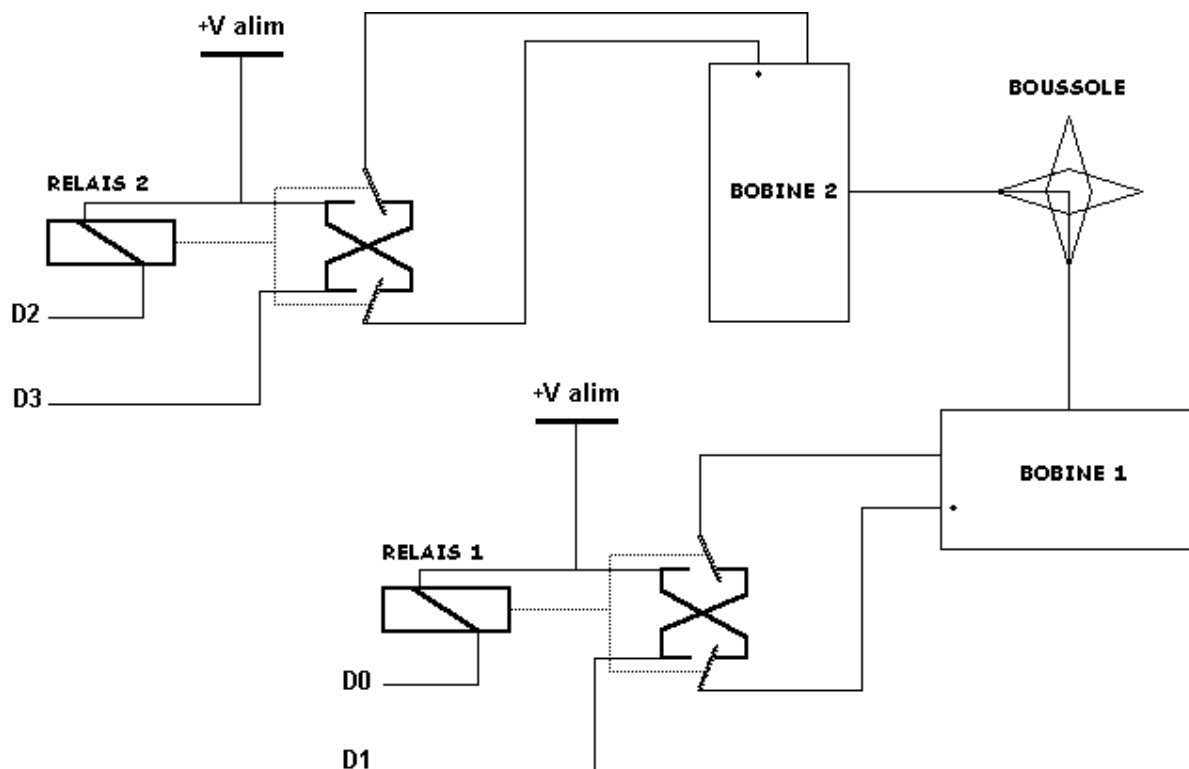 +V alim
BOUSSOLE
RELAIS 2
BOBINE 2
D2
D3
+V alim
BOBINE 1
RELAIS 1
D0
D1